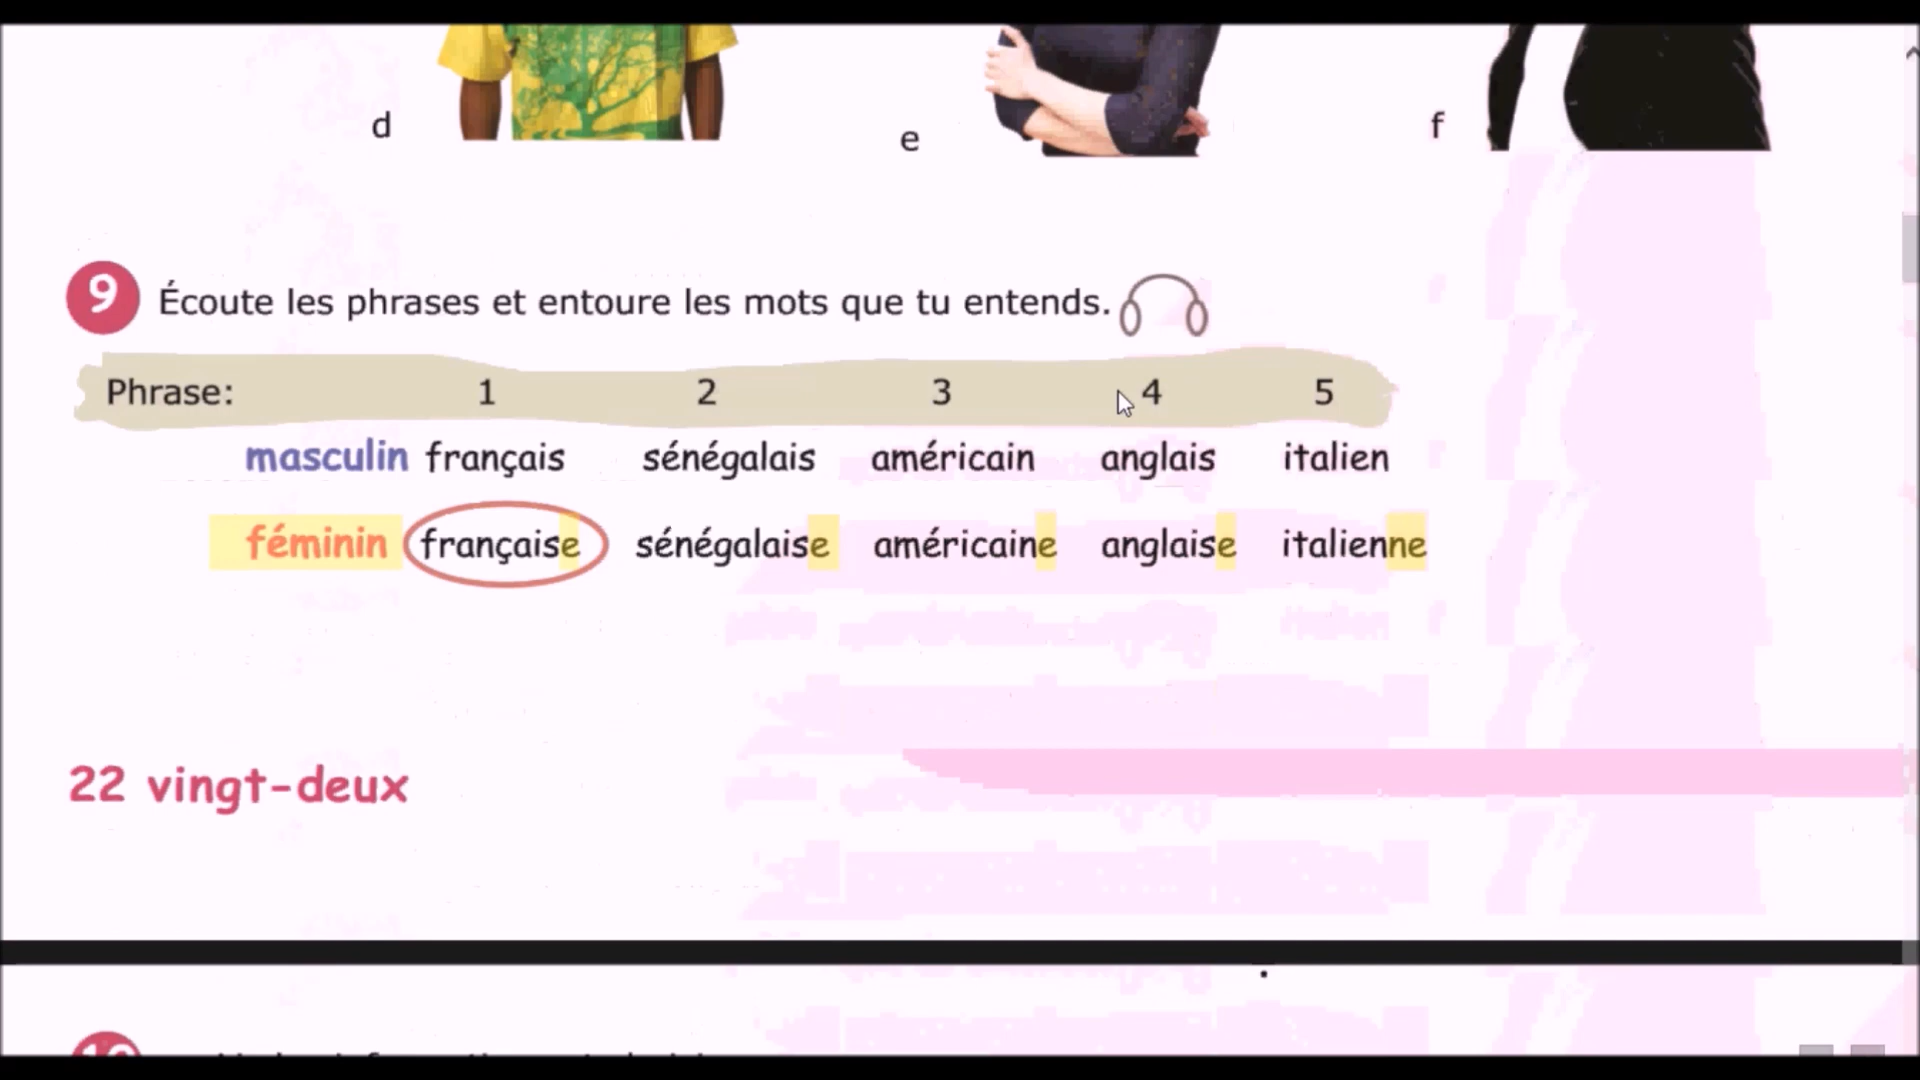 d
e
f
9 Écoute les phrases et entoure les mots que tu entends.
Phrase: 1 2 3 4 5
masculin français sénégalais américain anglais italien
féminin française sénégalaise américaine anglaise italienne
22 vingt-deux